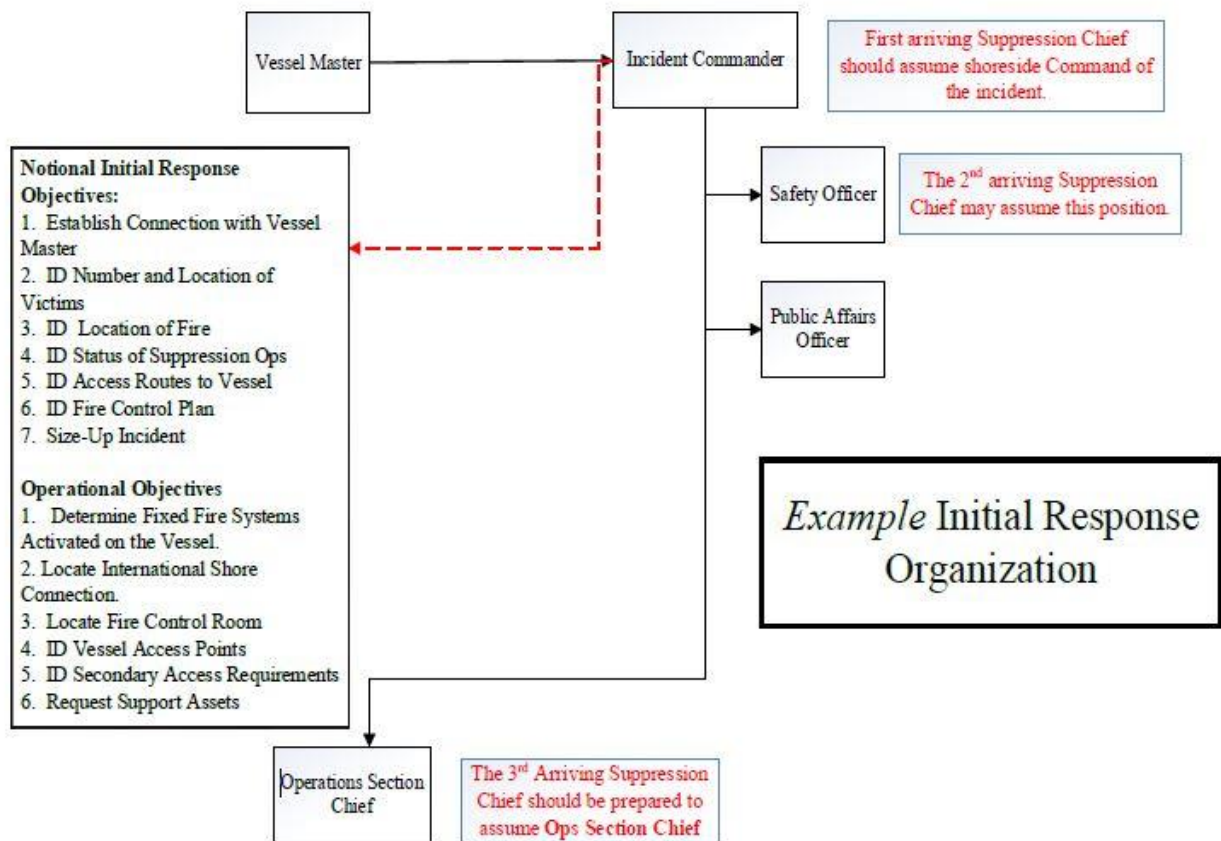 Vessel Master
Incident Commander
First arriving Suppression Chief
should assume shoreside Command of
the incident.
Notional Initial Response
Objectives:
1. Establish Connection with Vessel
Master
2. ID Number and Location of
Victims
3. ID Location of Fire
4. ID Status of Suppression Ops
5. ID Access Routes to Vessel
6. ID Fire Control Plan
7. Size-Up Incident
Operational Objectives
1. Determine Fixed Fire Systems
Activated on the Vessel.
2. Locate International Shore
Connection.
3. Locate Fire Control Room
4. ID Vessel Access Points
5. ID Secondary Access Requirements
6. Request Support Assets
Safety Officer
The 2nd arriving Suppression
Chief may assume this position.
Public Affairs
Officer
Example Initial Response
Organization
Operations Section
Chief
The 3rd Arriving Suppression
Chief should be prepared to
assume Ops Section Chief